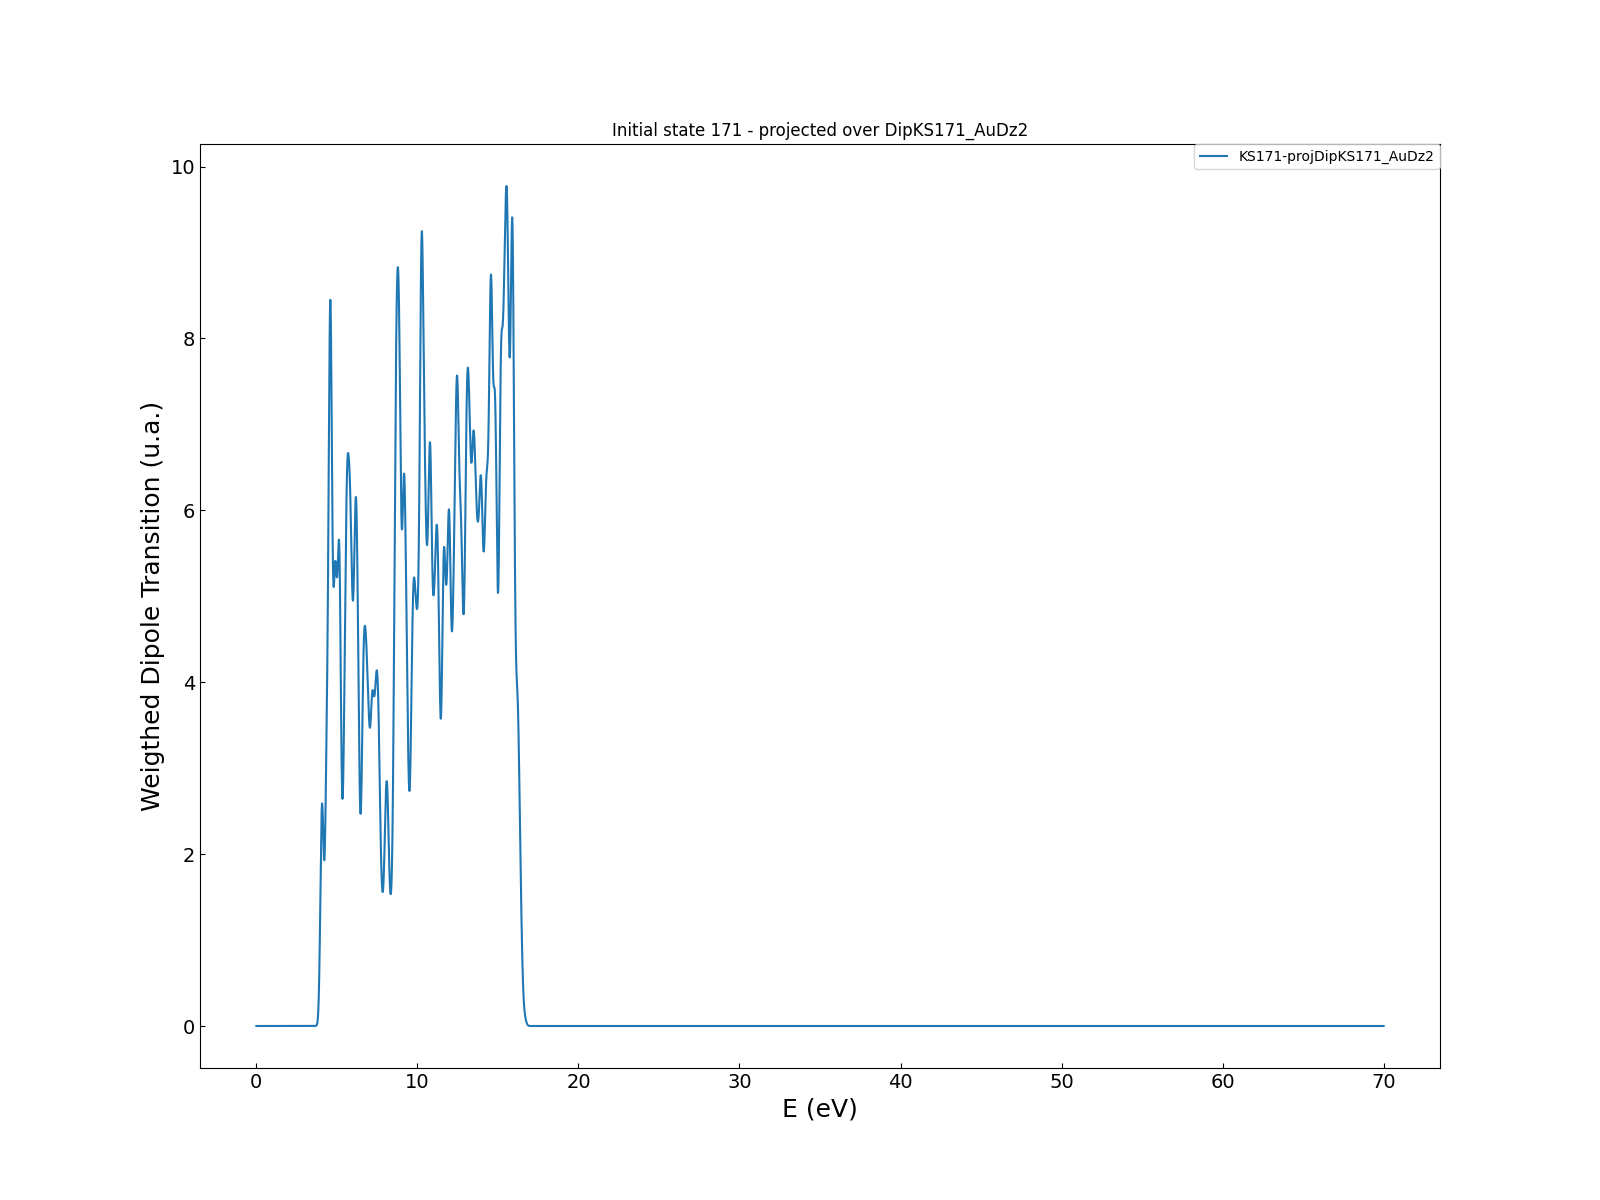 Initial state 171 - projected over DipKS171_AuDz2
KS171-projDipKS171_AuDz2
10
8
6
4
2
0
Weigthed Dipole Transition (u.a.)
0 10 20 30 40 50 60 70
E (eV)